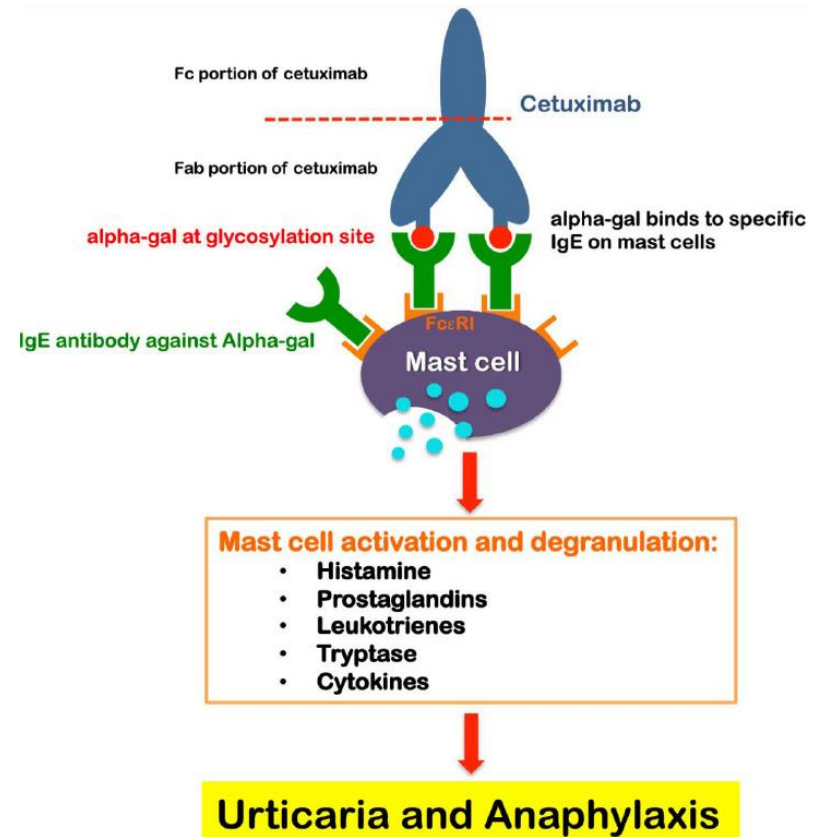 Fc portion of cetuximab
Cetuximab
Fab portion of cetuximab
alpha-gal at glycosylation site
alpha-gal binds to specific
IgE on mast cells
IgE antibody against Alpha-gal
FcεRI
Mast cell
Mast cell activation and degranulation:
• Histamine
• Prostaglandins
• Leukotrienes
• Tryptase
• Cytokines
Urticaria and Anaphylaxis